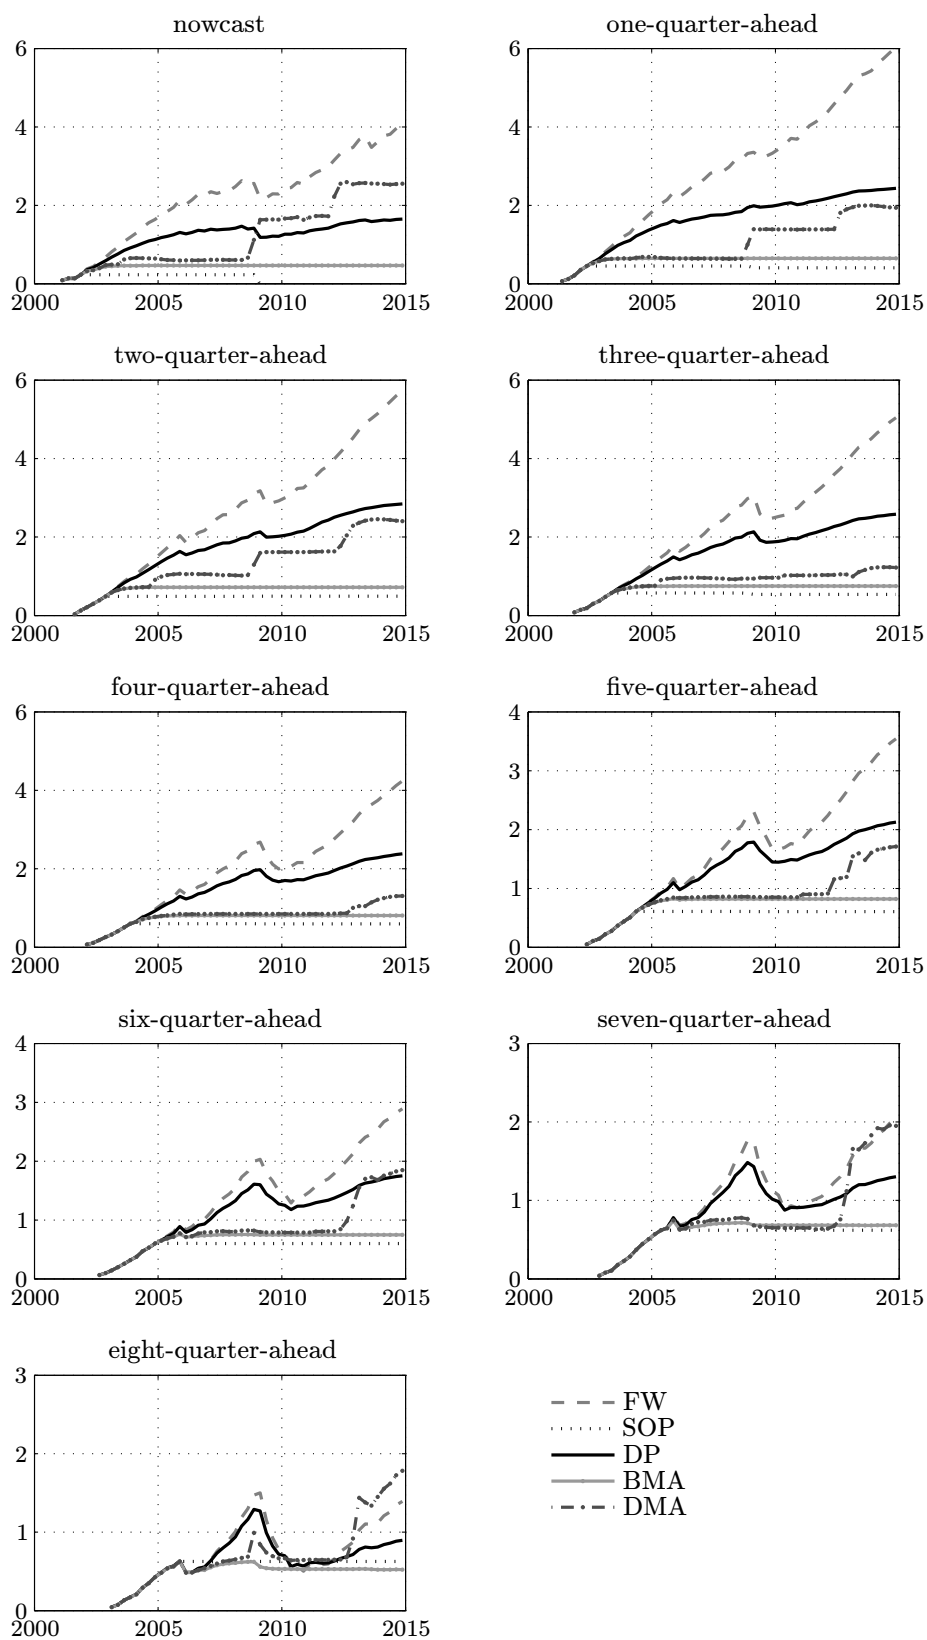 nowcast
6
4
2
0
2000 2005 2010 2015
one-quarter-ahead
6
4
2
0
2000 2005 2010 2015
two-quarter-ahead
6
4
2
0
2000 2005 2010 2015
three-quarter-ahead
6
4
2
0
2000 2005 2010 2015
four-quarter-ahead
6
4
2
0
2000 2005 2010 2015
five-quarter-ahead
4
3
2
1
0
2000 2005 2010 2015
six-quarter-ahead
4
3
2
1
0
2000 2005 2010 2015
seven-quarter-ahead
3
2
1
0
2000 2005 2010 2015
eight-quarter-ahead
3
2
1
0
2000 2005 2010 2015
FW
SOP
DP
BMA
DMA